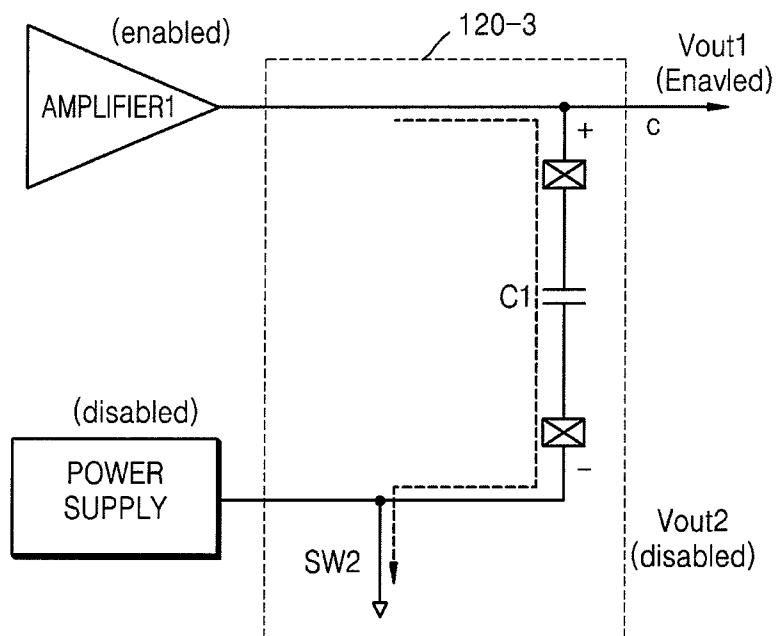 (enabled)
120-3
Vout1
(Enavled)
AMPLIFIER1
+
c
C1
(disabled)
POWER
SUPPLY
−
SW2
Vout2
(disabled)